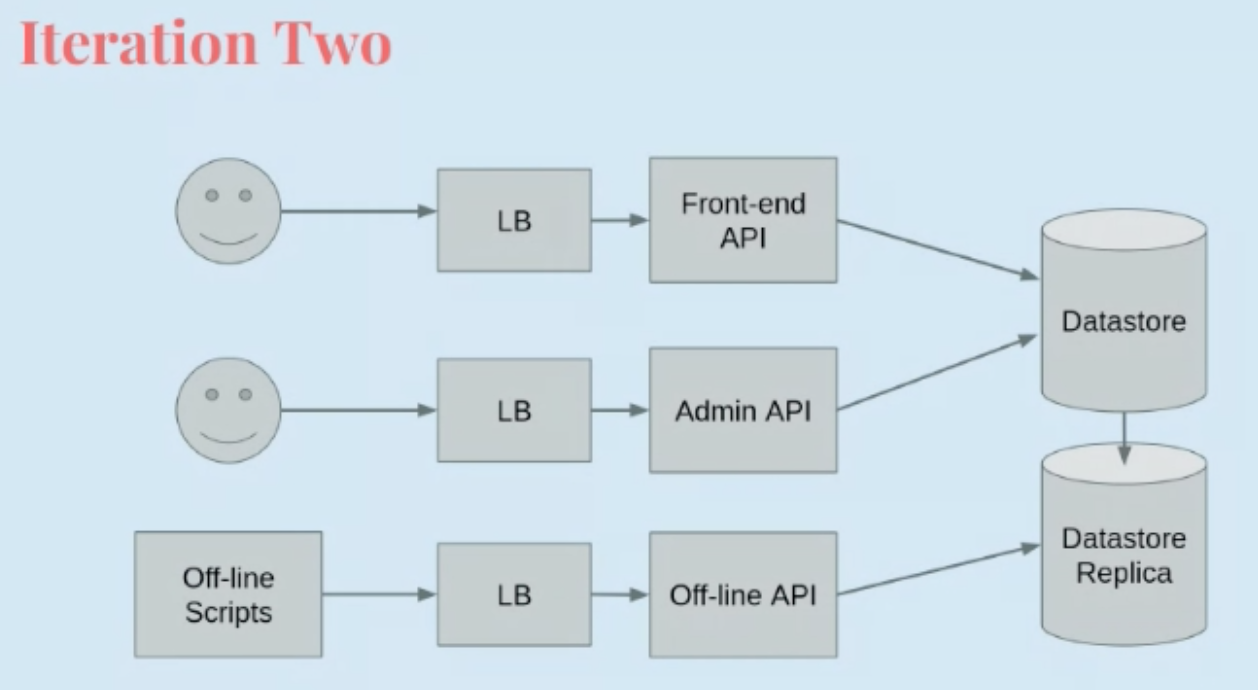 Iteration Two
LB
Front-end
API
Datastore
LB
Admin API
Off-line
Scripts
LB
Off-line API
Datastore
Replica